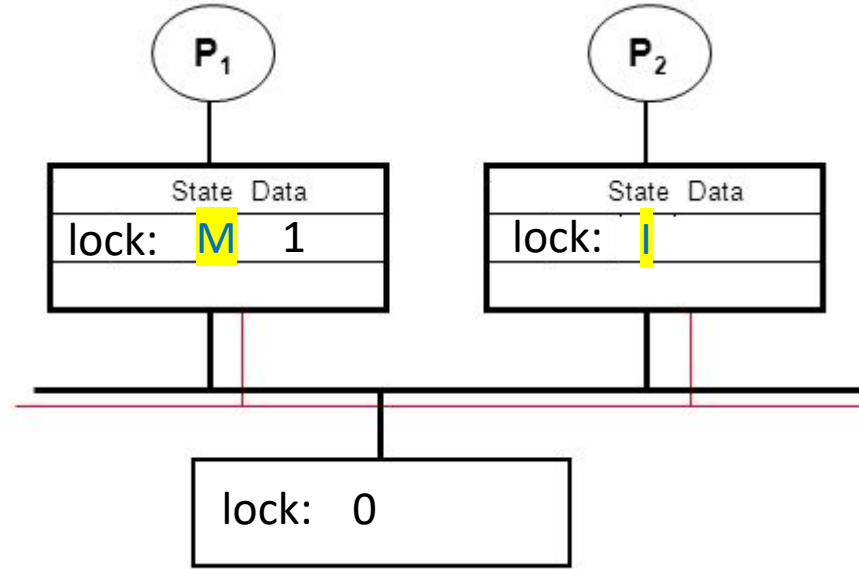 P₁ P₂
State Data State Data
lock: M 1 lock: I
lock: 0